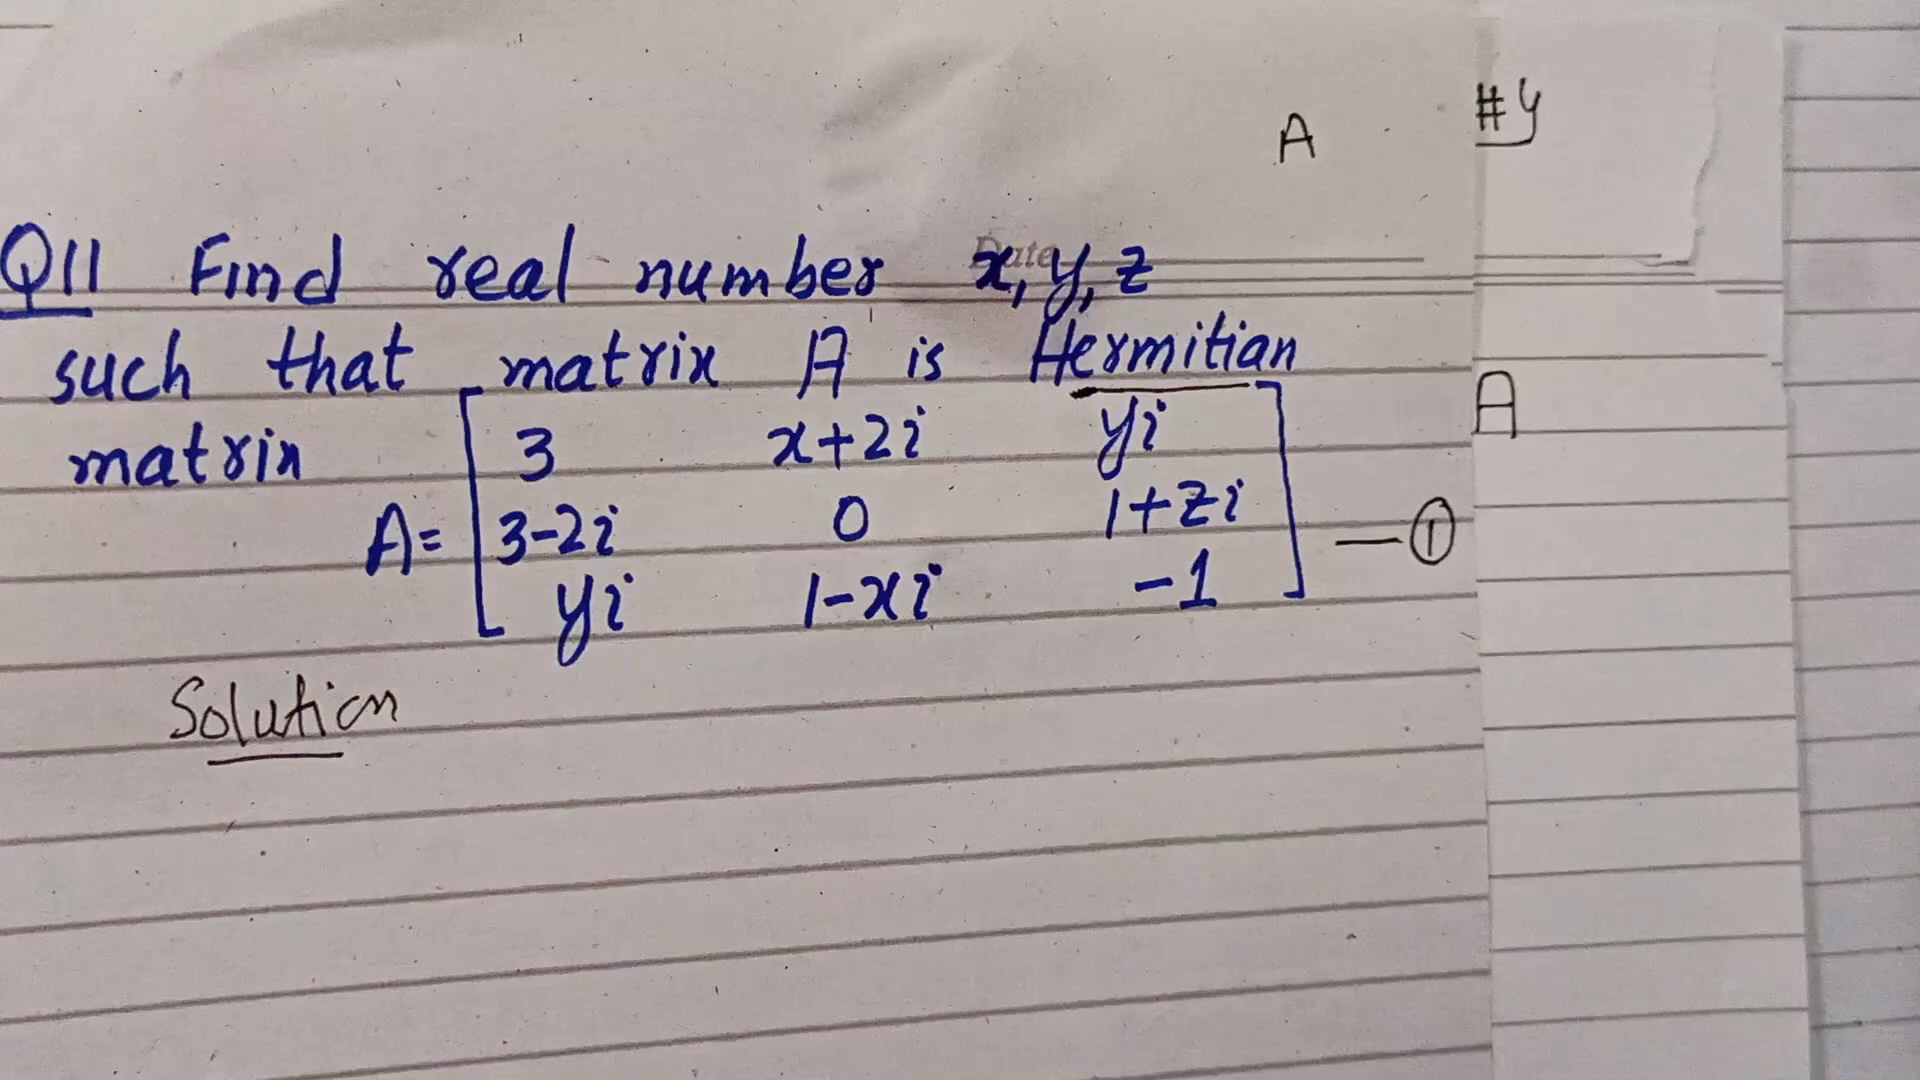 A
#y
Date
Q11 Find real number x, y, z
such that matrix A is Hermitian
matrix
A
3 x+2i yi
A= 3-2i 0 1+zi —①
yi 1-xi -1
Solution